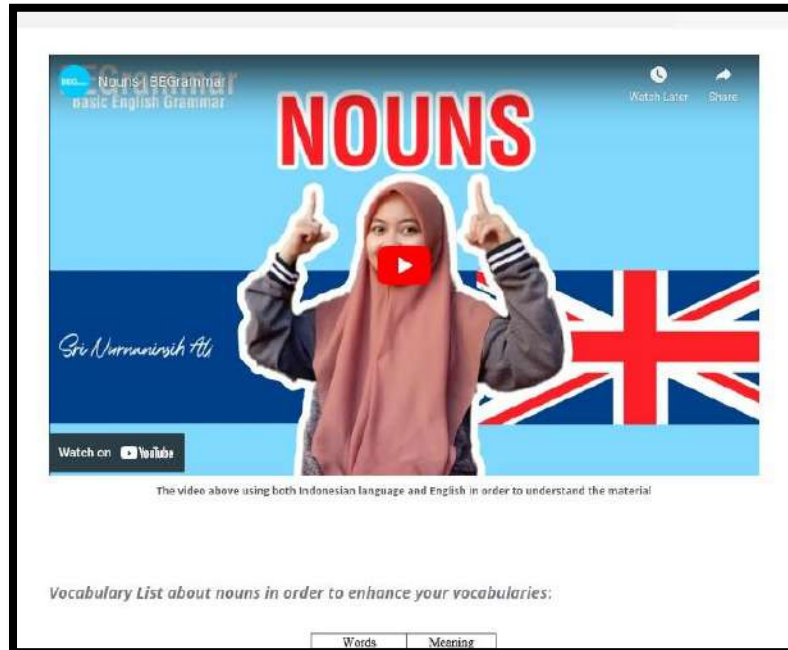 Nouns | BEGrammar
Basic English Grammar
Watch Later
Share
NOUNS
Sri Nurnaningsih Ali
Watch on YouTube
The video above using both Indonesian language and English in order to understand the material
Vocabulary List about nouns in order to enhance your vocabularies:
Words Meaning